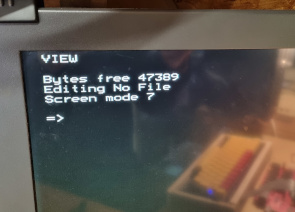 VIEW
Bytes free 47389
Editing No File
Screen mode 7
=>